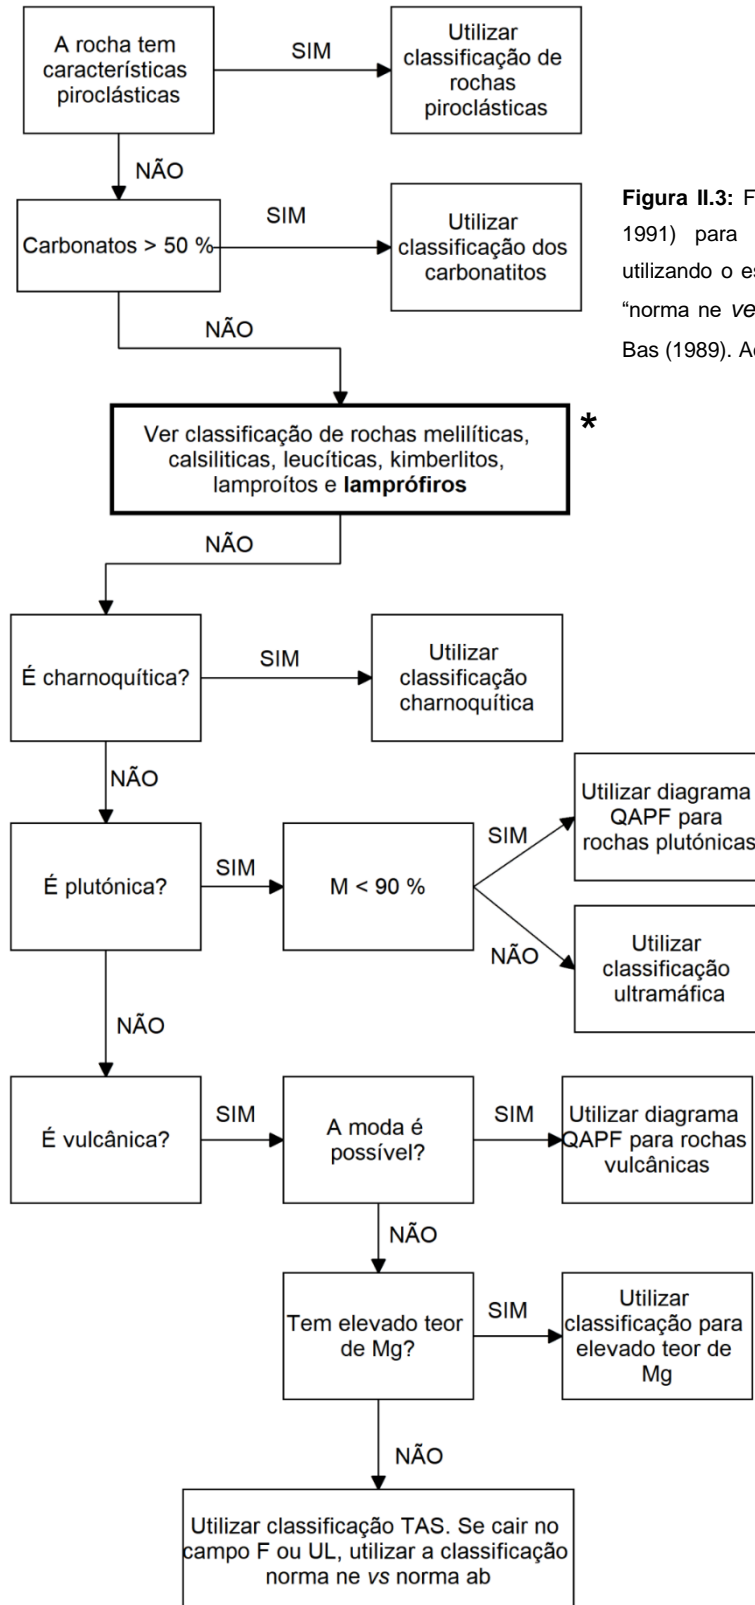 A rocha tem
características
piroclásticas
SIM
Utilizar
classificação de
rochas
piroclásticas
NÃO
Carbonatos > 50 %
SIM
Utilizar
classificação dos
carbonatitos
Figura II.3: F
1991) para
utilizando o es
“norma ne ve
Bas (1989). A
NÃO
Ver classificação de rochas melilíticas,
calsiliticas, leucíticas, kimberlitos,
lamproítos e lamprófiros
*
NÃO
É charnoquítica?
SIM
Utilizar
classificação
charnoquítica
NÃO
É plutónica?
SIM
M < 90 %
SIM
Utilizar diagrama
QAPF para
rochas plutónicas
NÃO
Utilizar
classificação
ultramáfica
NÃO
É vulcânica?
SIM
A moda é
possível?
SIM
Utilizar diagrama
QAPF para rochas
vulcânicas
NÃO
Tem elevado teor
de Mg?
SIM
Utilizar
classificação para
elevado teor de
Mg
NÃO
Utilizar classificação TAS. Se cair no
campo F ou UL, utilizar a classificação
norma ne vs norma ab